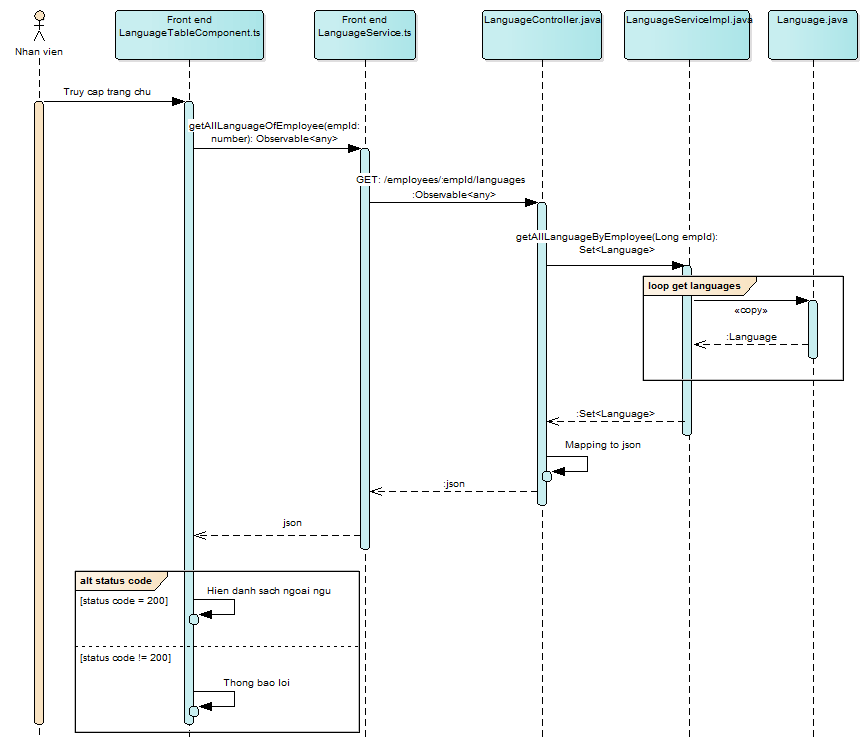 Front end
LanguageTableComponent.ts
Front end
LanguageService.ts
LanguageController.java
LanguageServiceImpl.java
Language.java
Nhan vien
Truy cap trang chu
getAllLanguageOfEmployee(empId:
number): Observable<any>
GET: /employees/:empId/languages
:Observable<any>
getAllLanguageByEmployee(Long empId):
Set<Language>
loop get languages
«copy»
:Language
:Set<Language>
Mapping to json
:json
json
alt status code
[status code = 200]
Hien danh sach ngoai ngu
[status code != 200]
Thong bao loi